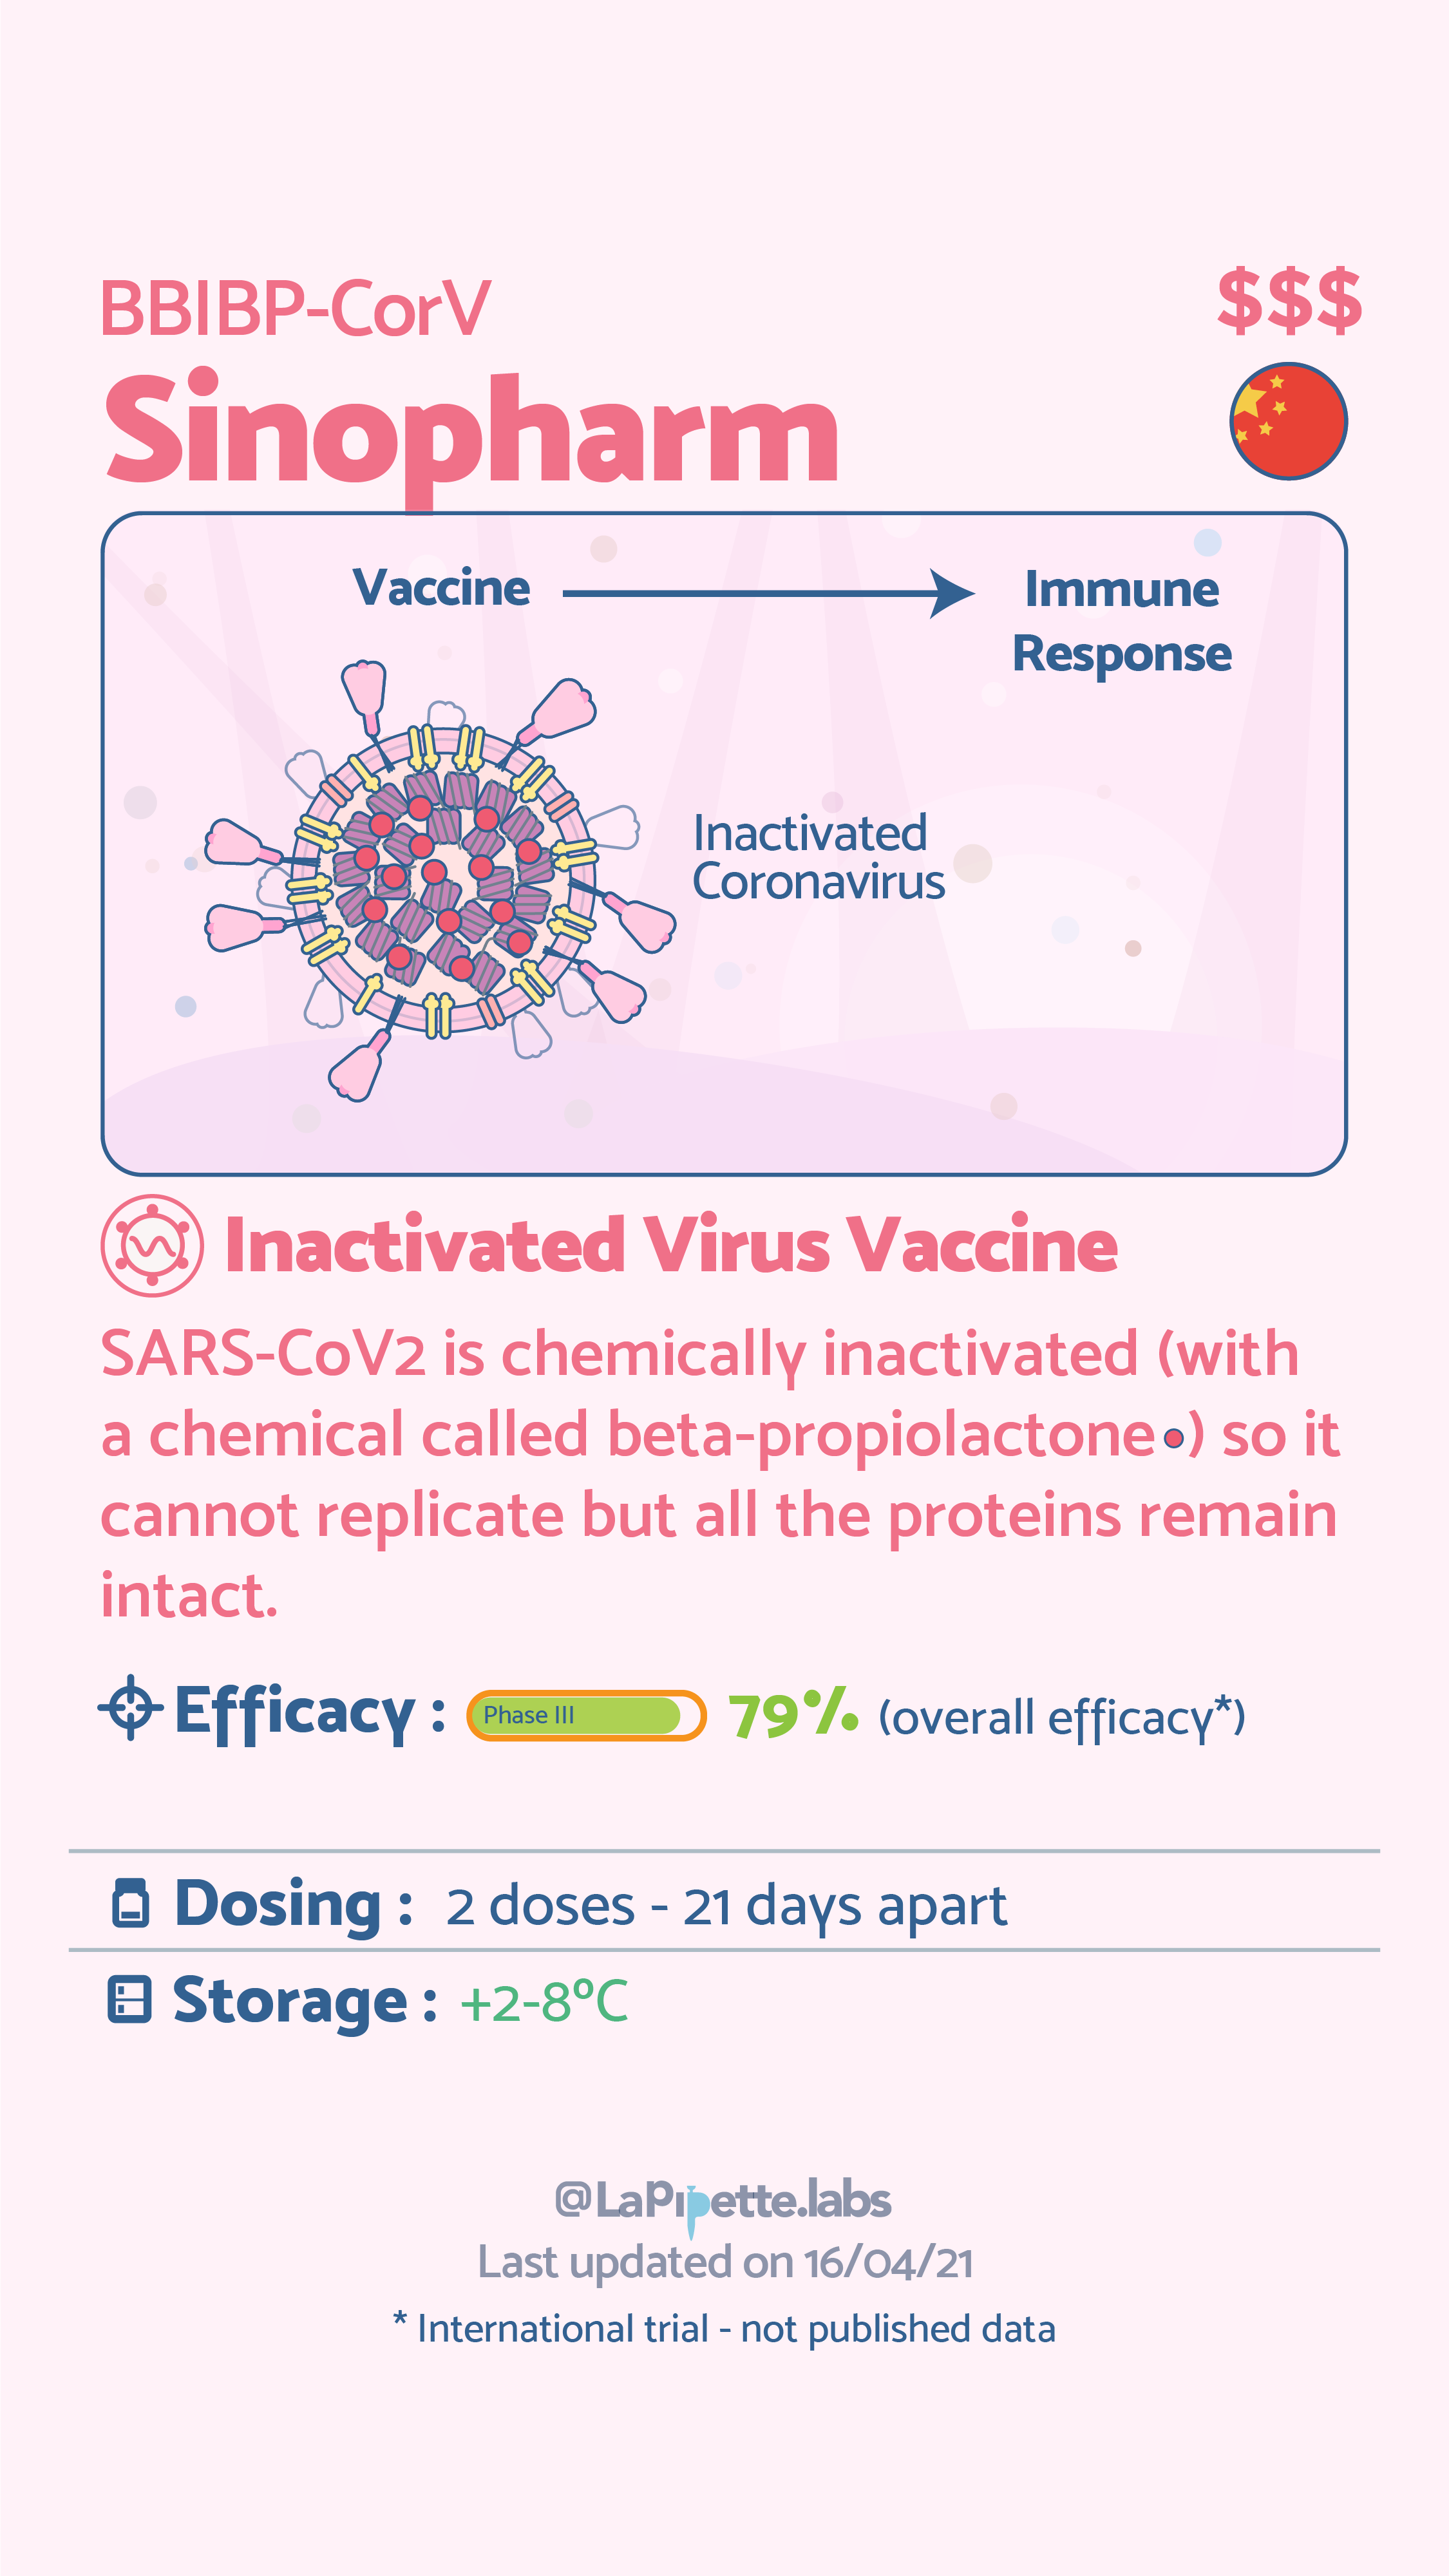 BBIBP-CorV
$$$
Sinopharm
Vaccine
Immune
Response
Inactivated
Coronavirus
Inactivated Virus Vaccine
SARS-CoV2 is chemically inactivated (with
a chemical called beta-propiolactone ) so it
cannot replicate but all the proteins remain
intact.
Efficacy : Phase III 79% (overall efficacy*)
Dosing : 2 doses - 21 days apart
Storage : +2-8°C
@LaPipette.labs
Last updated on 16/04/21
* International trial - not published data